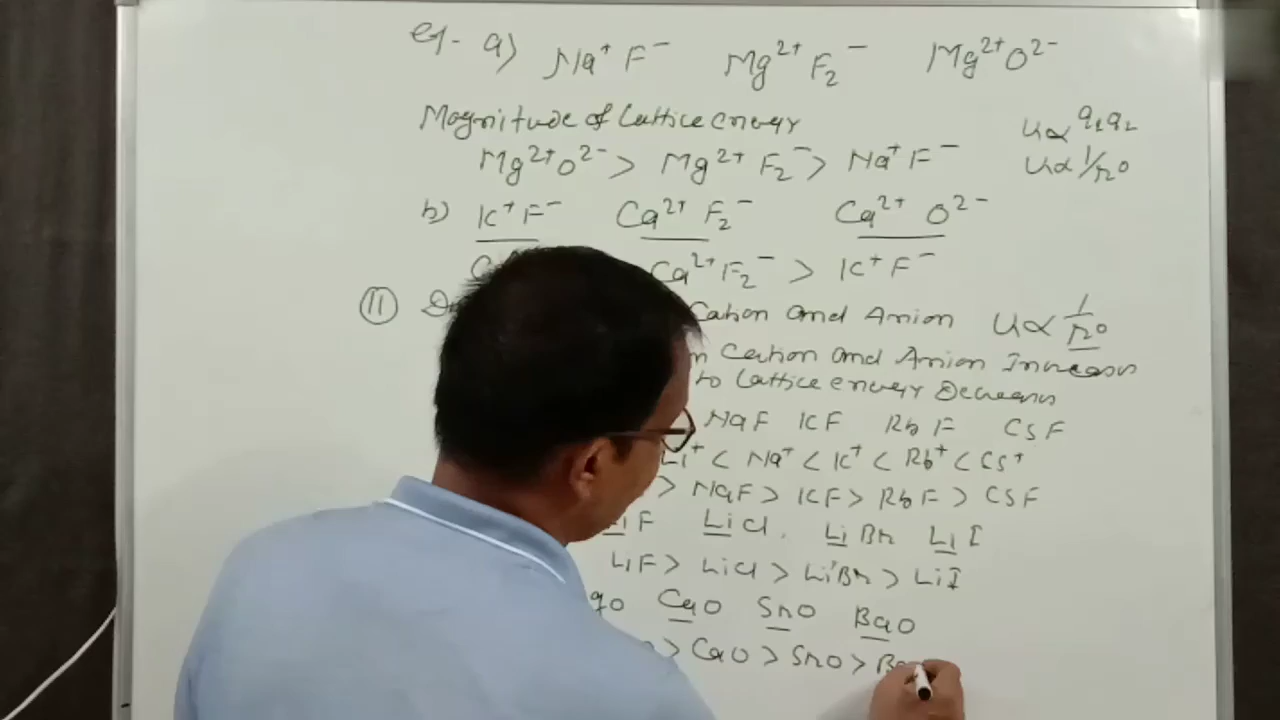 eg- a) Na⁺ F⁻ Mg²⁺ F₂⁻ Mg²⁺O²⁻
Magnitude of Lattice energy U∝ q₁q₂
Mg²⁺O²⁻ > Mg²⁺ F₂⁻ > Na⁺ F⁻ U∝ 1/r₀
b) K⁺ F⁻ Ca²⁺ F₂⁻ Ca²⁺ O²⁻
Ca²⁺F₂⁻ > K⁺ F⁻
II Cation and Anion U∝ 1/r₀
Cation and Anion Increases
to Lattice energy Decreases
NaF KF RbF CsF
Li⁺ < Na⁺ < K⁺ < Rb⁺ < Cs⁺
> NaF > KF > RbF > CsF
LiF LiCl. LiBr LiI
LiF > LiCl > LiBr > LiI
CaO SrO BaO
> CaO > SrO >